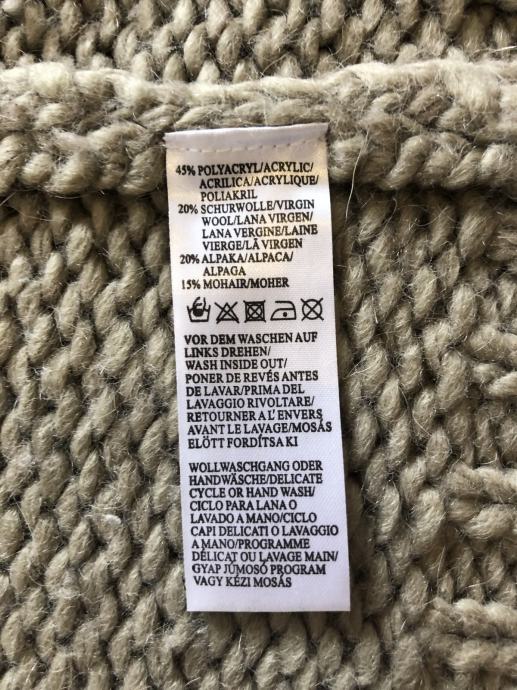 45% POLYACRYL/ACRYLIC/
ACRILICA/ACRYLIQUE/
POLIAKRIL
20% SCHURWOLLE/VIRGIN
WOOL/LANA VIRGEN/
LANA VERGINE/LAINE
VIERGE/LÃ VIRGEN
20% ALPAKA/ALPACA/
ALPAGA
15% MOHAIR/MOHER
VOR DEM WASCHEN AUF
LINKS DREHEN/
WASH INSIDE OUT/
PONER DE REVÉS ANTES
DE LAVAR/PRIMA DEL
LAVAGGIO RIVOLTARE/
RETOURNER A L'ENVERS
AVANT LE LAVAGE/MOSÁS
ELÖTT FORDÍTSA KI
WOLLWASCHGANG ODER
HANDWÄSCHE/DELICATE
CYCLE OR HAND WASH/
CICLO PARA LANA O
LAVADO A MANO/CICLO
CAPI DELICATI O LAVAGGIO
A MANO/PROGRAMME
DÉLICAT OU LAVAGE MAIN/
GYAP JÚMOSÓ PROGRAM
VAGY KÉZI MOSÁS